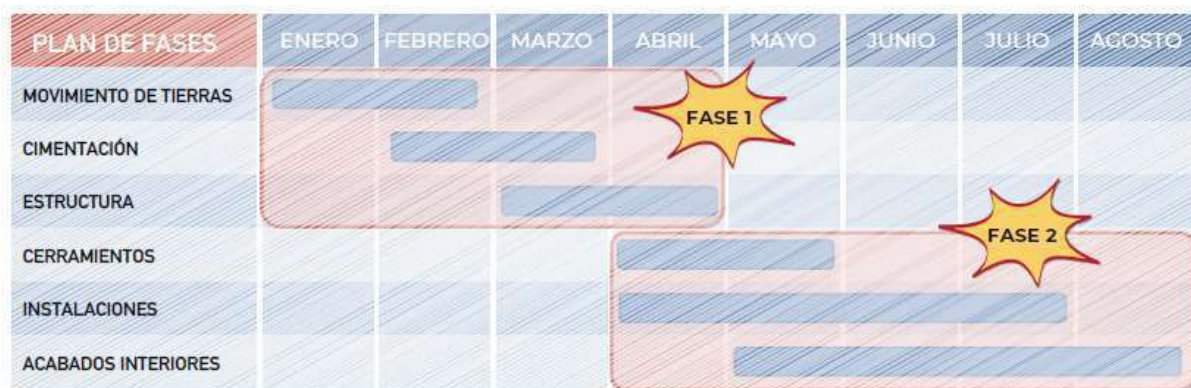 PLAN DE FASES ENERO FEBRERO MARZO ABRIL MAYO JUNIO JULIO AGOSTO
MOVIMIENTO DE TIERRAS
FASE 1
CIMENTACIÓN
ESTRUCTURA
FASE 2
CERRAMIENTOS
INSTALACIONES
ACABADOS INTERIORES